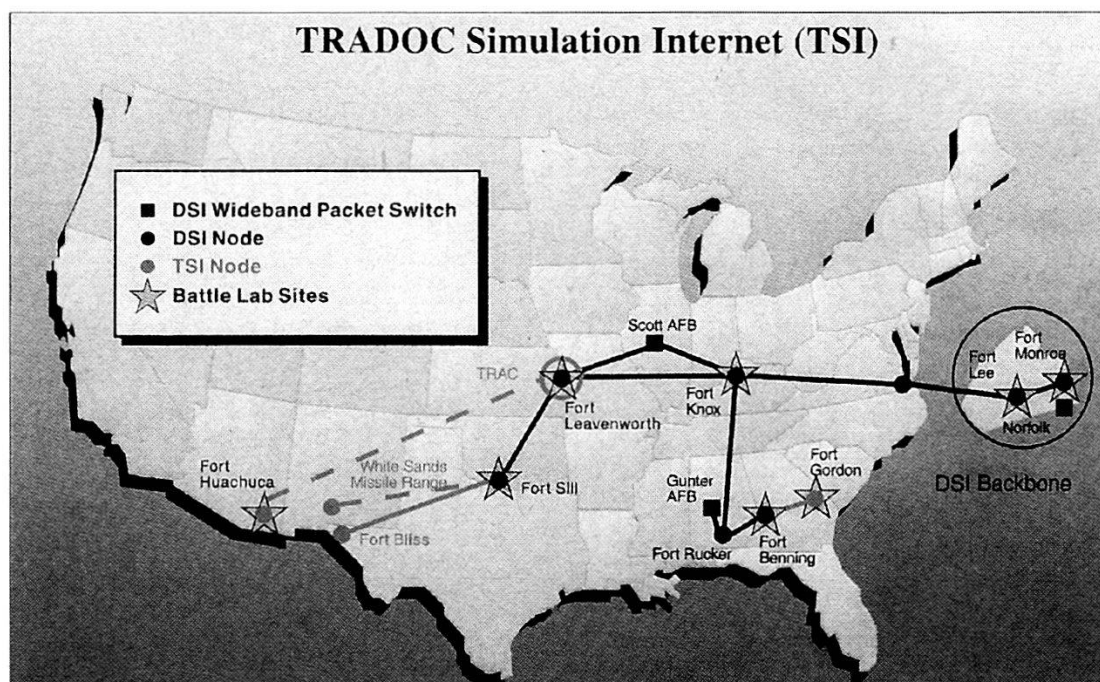 TRADOC Simulation Internet (TSI)
DSI Wideband Packet Switch
DSI Node
TSI Node
Battle Lab Sites
Scott AFB
TRAC
Fort
Leavenworth
Fort
Knox
Fort
Lee
Fort
Monroe
Norfolk
DSI Backbone
Fort
Huachuca
White Sands
Missile Range
Fort Sill
Fort Bliss
Gunter
AFB
Fort
Gordon
Fort Rucker
Fort
Benning